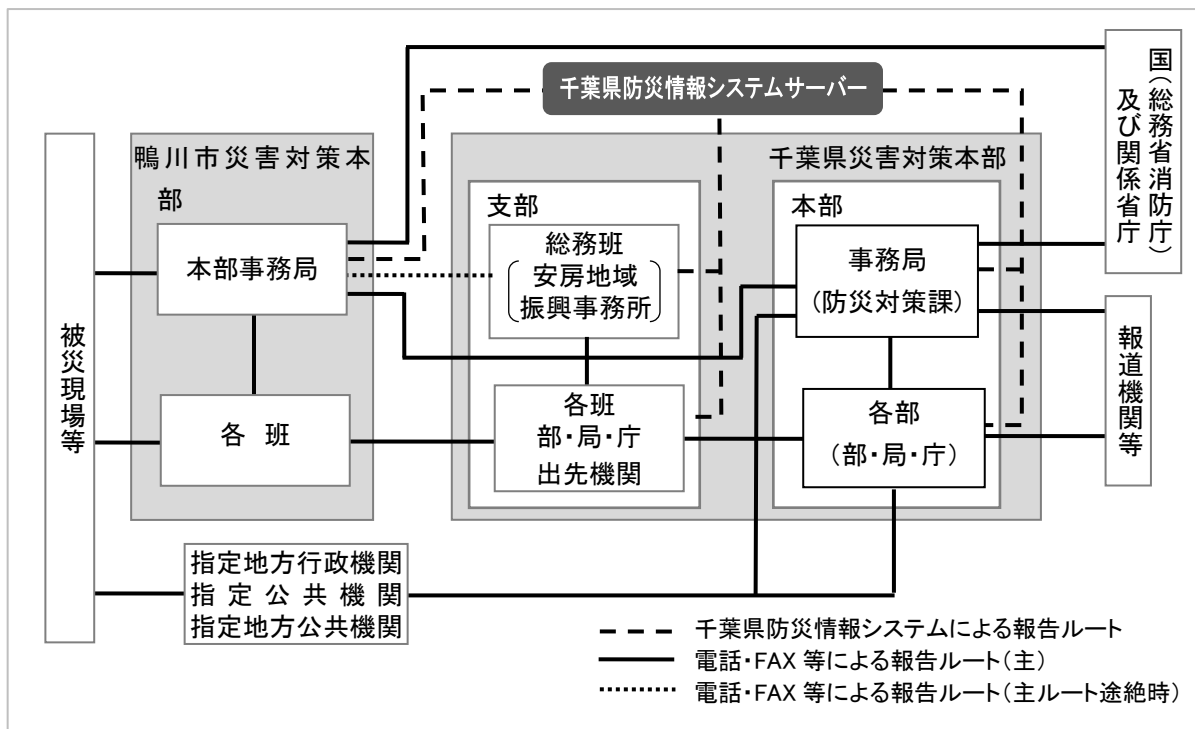 千葉県防災情報システムサーバー
国(総務省消防庁)
及び関係省庁
鴨川市災害対策本
部
千葉県災害対策本部
支部
本部
本部事務局
総務班
安房地域
振興事務所
事務局
(防災対策課)
被災現場等
報道機関等
各 班
各班
部・局・庁
出先機関
各部
(部・局・庁)
指定地方行政機関
指定公共機関
指定地方公共機関
千葉県防災情報システムによる報告ルート
電話・FAX 等による報告ルート(主)
電話・FAX 等による報告ルート(主ルート途絶時)